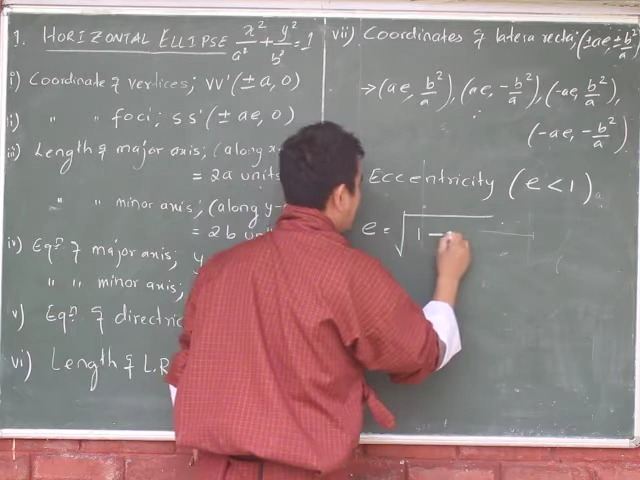 1. HORIZONTAL ELLIPSE x²/a² + y²/b² = 1
i) Coordinate of vertices; VV'(±a, 0)
ii) " " foci; SS'(±ae, 0)
iii) Length of major axis; (along x-
= 2a units
" " minor axis; (along y-
= 2b
iv) Eqn. of major axis; y
" " minor axis;
v) Eqn. of
vi) Length of L.R
vii) Coordinates of latera recta; (±ae, ±b²/a)
→ (ae, b²/a), (ae, -b²/a), (-ae, b²/a),
(-ae, -b²/a)
Eccentricity (e < 1)
e = √1 -